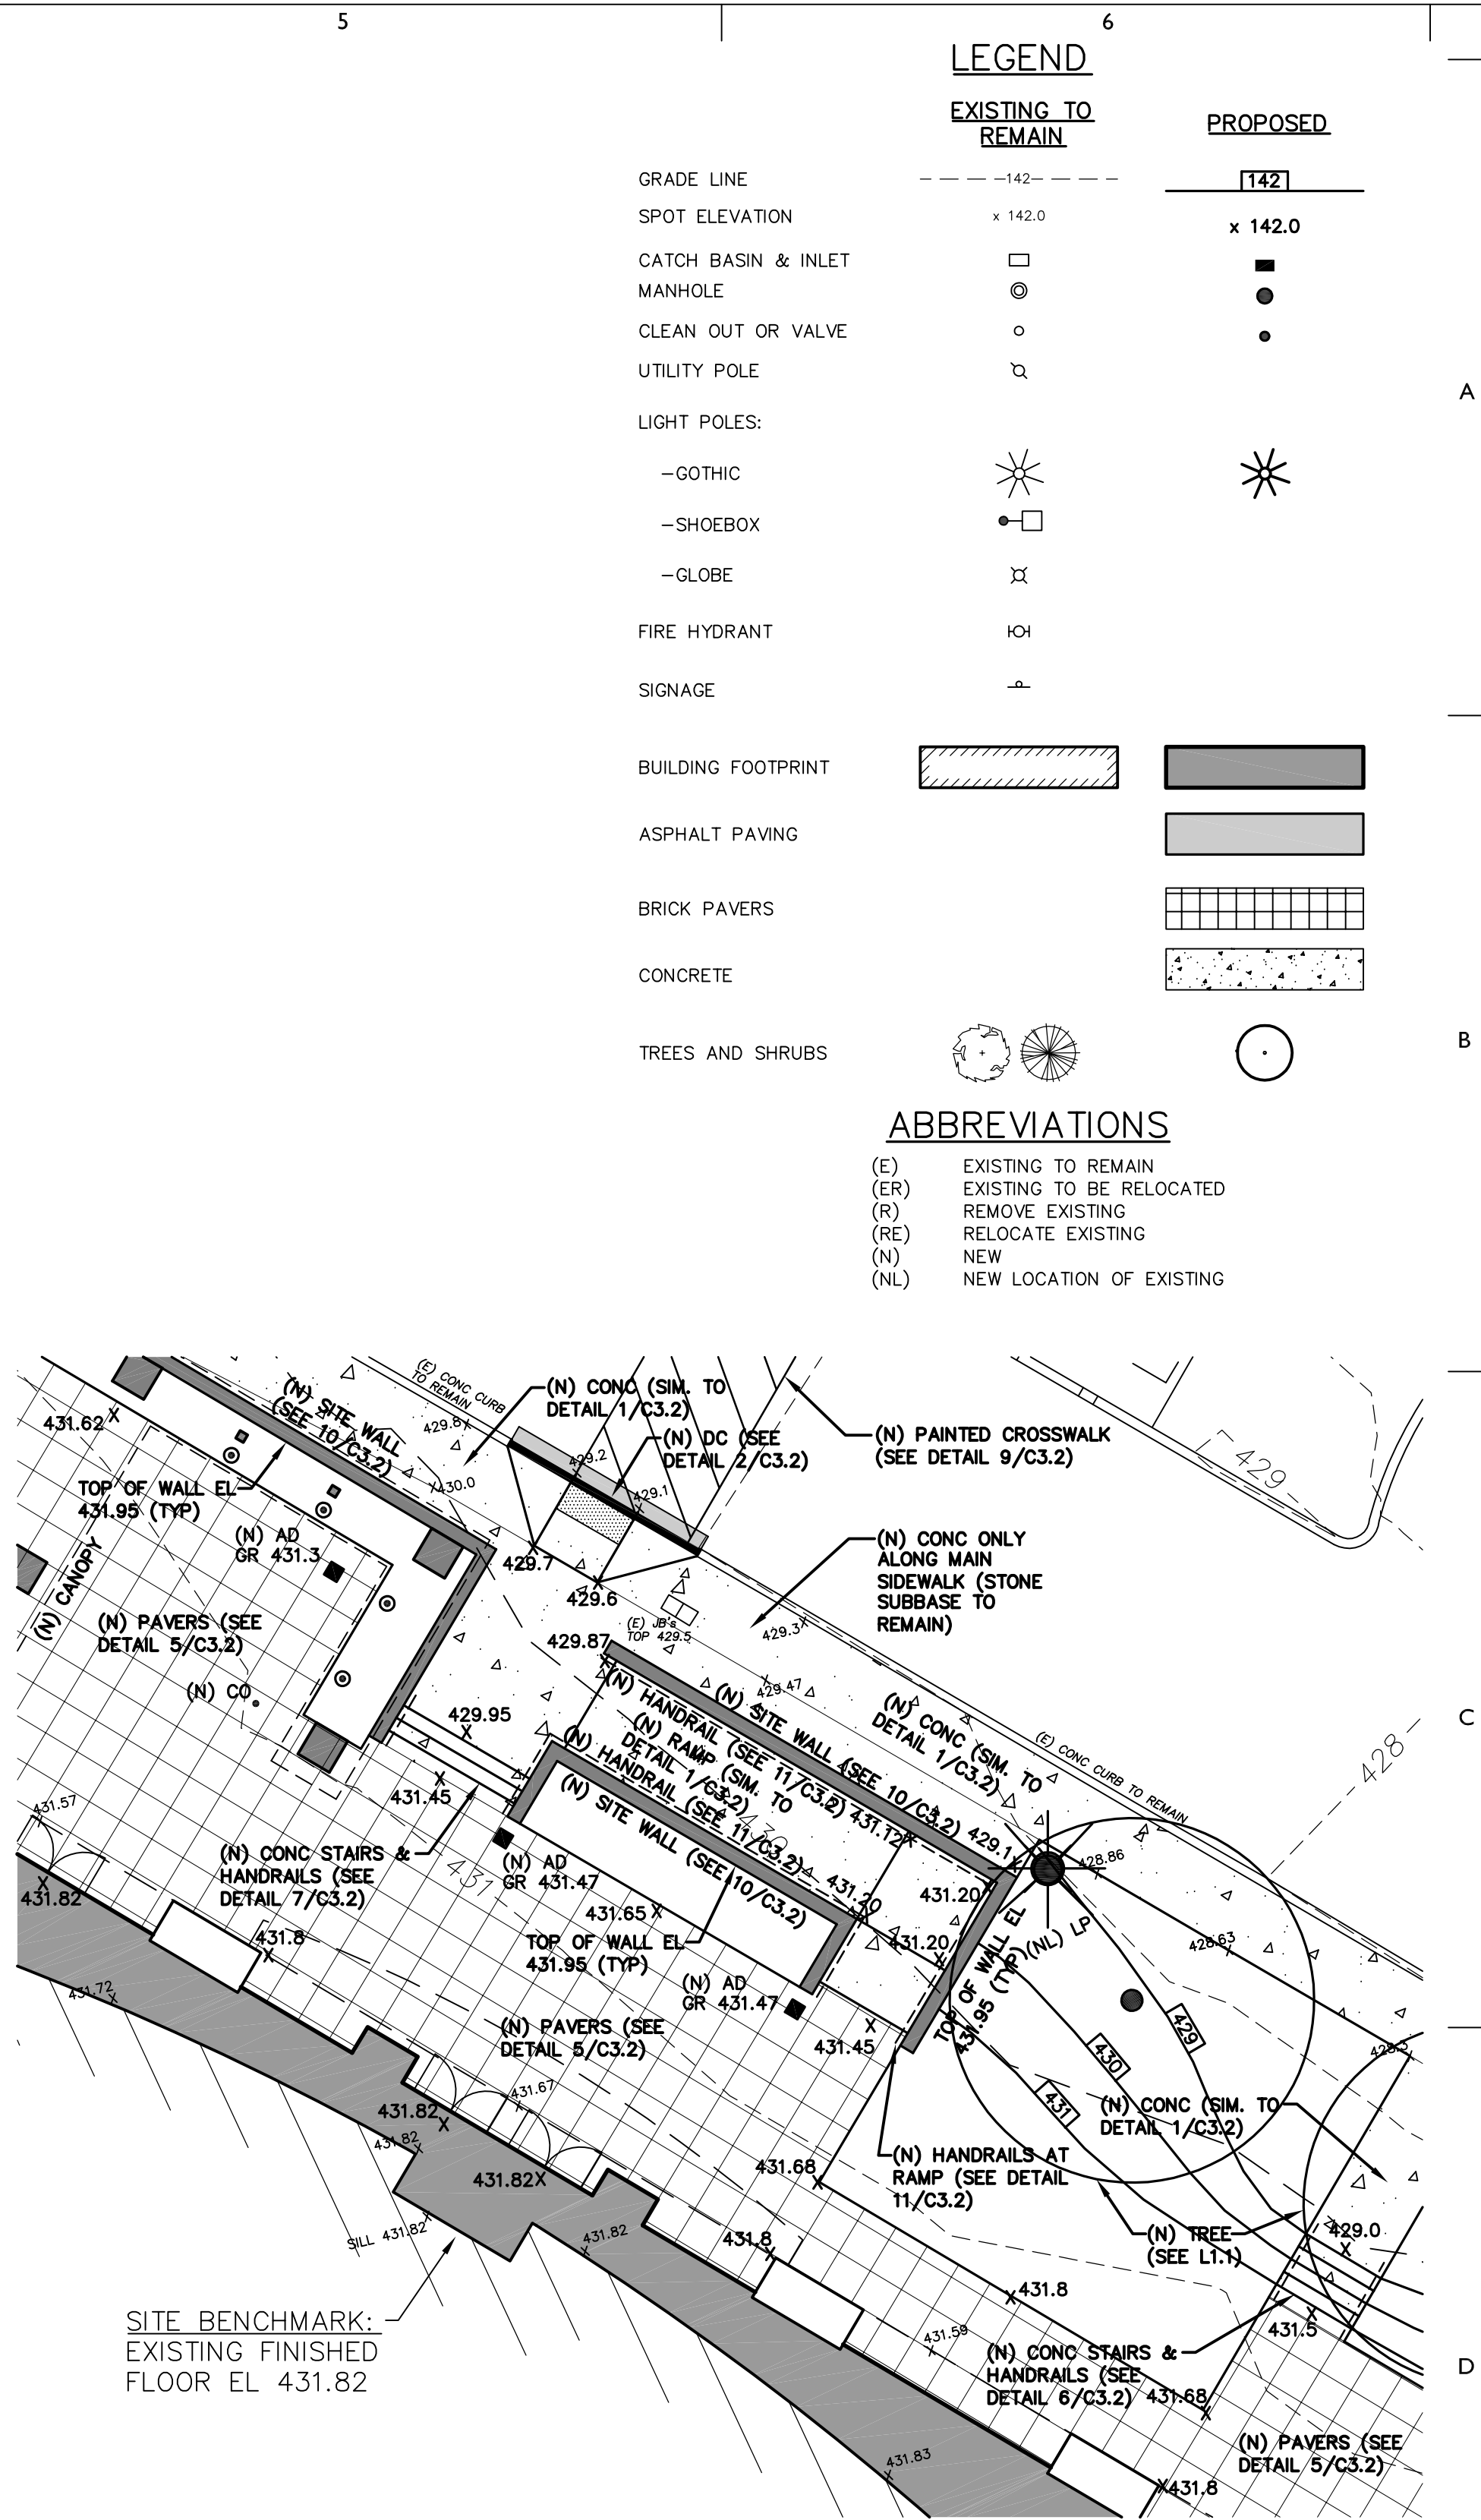 5
6
LEGEND
EXISTING TO
REMAIN
PROPOSED
GRADE LINE
142
142
SPOT ELEVATION
x 142.0
x 142.0
CATCH BASIN & INLET
MANHOLE
CLEAN OUT OR VALVE
UTILITY POLE
A
LIGHT POLES:
-GOTHIC
-SHOEBOX
-GLOBE
FIRE HYDRANT
SIGNAGE
BUILDING FOOTPRINT
ASPHALT PAVING
BRICK PAVERS
CONCRETE
TREES AND SHRUBS
B
ABBREVIATIONS
(E) EXISTING TO REMAIN
(ER) EXISTING TO BE RELOCATED
(R) REMOVE EXISTING
(RE) RELOCATE EXISTING
(N) NEW
(NL) NEW LOCATION OF EXISTING
(E) CONC CURB
TO REMAIN
(N) CONC (SIM. TO
DETAIL 1/C3.2)
(N) SITE WALL
(SEE 10/C3.2)
431.62
429.8
(N) DC (SEE
DETAIL 2/C3.2)
(N) PAINTED CROSSWALK
(SEE DETAIL 9/C3.2)
429.2
429
TOP OF WALL EL
431.95 (TYP)
430.0
429.1
(N) AD
GR 431.3
(N) CONC ONLY
ALONG MAIN
SIDEWALK (STONE
SUBBASE TO
REMAIN)
(N) CANOPY
429.7
429.6
(N) PAVERS (SEE
DETAIL 5/C3.2)
(E) JB's
TOP 429.5
429.3
429.87
(N) CO
429.47
429.95
(N) HANDRAIL (SEE 11/C3.2)
(N) RAMP (SIM. TO
DETAIL 1/C3.2)
(N) HANDRAIL (SEE 11/C3.2)
(N) SITE WALL (SEE 10/C3.2)
(N) SITE WALL (SEE 10/C3.2)
(N) CONC (SIM. TO
DETAIL 1/C3.2)
(E) CONC CURB TO REMAIN
C
428
431.57
431.45
431.12
429.1
430
(N) CONC STAIRS &
HANDRAILS (SEE
DETAIL 7/C3.2)
431
(N) AD
GR 431.47
428.86
431.82
431.20
431.20
431.65
431.8
TOP OF WALL EL
431.95 (TYP)
431.20
TOP OF WALL EL
431.95 (TYP)
(NL) LP
428.63
431.72
(N) AD
GR 431.47
(N) PAVERS (SEE
DETAIL 5/C3.2)
431.45
429
430
431
431.67
431.82
431.82
(N) CONC (SIM. TO
DETAIL 1/C3.2)
431.82
431.68
(N) HANDRAILS AT
RAMP (SEE DETAIL
11/C3.2)
SILL 431.82
431.82
431.8
(N) TREE
(SEE L1.1)
429.0
431.8
SITE BENCHMARK:
EXISTING FINISHED
FLOOR EL 431.82
431.59
431.5
(N) CONC STAIRS &
HANDRAILS (SEE
DETAIL 6/C3.2)
431.68
D
431.83
(N) PAVERS (SEE
DETAIL 5/C3.2)
431.8